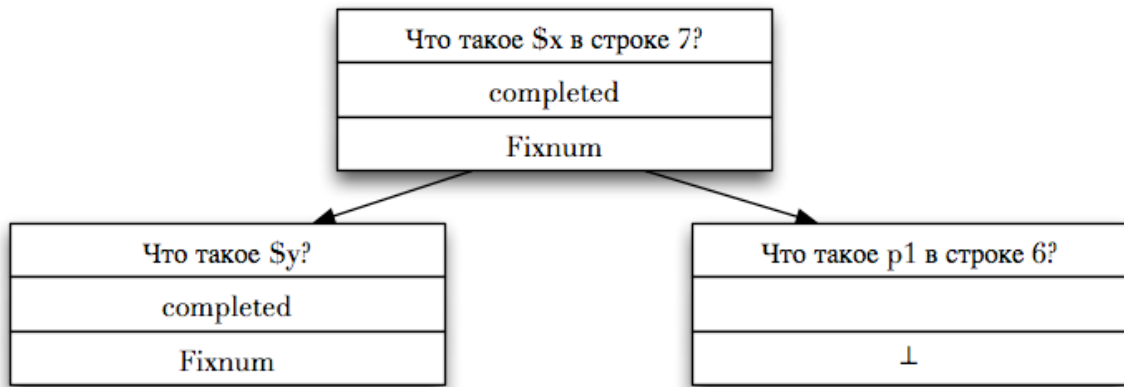 Что такое $x в строке 7?
completed
Fixnum
Что такое $y?
completed
Fixnum
Что такое p1 в строке 6?
⊥